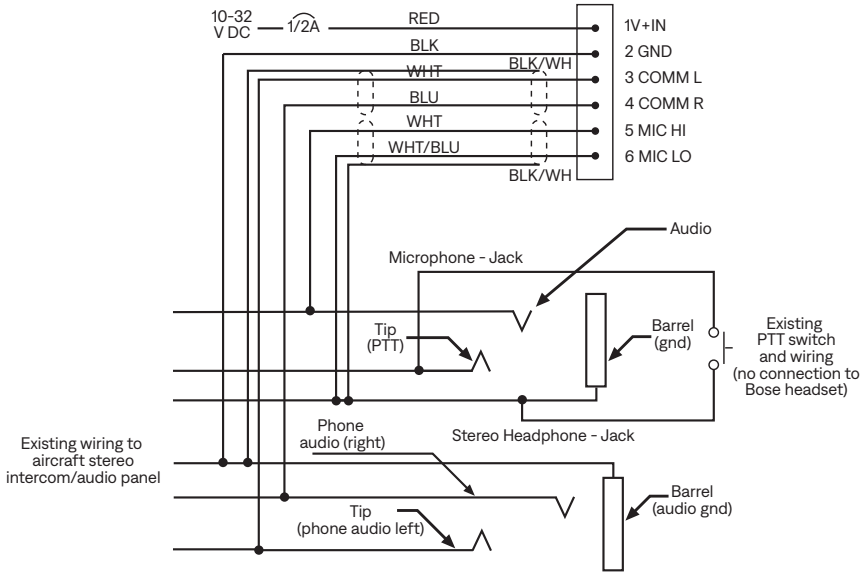 10-32
V DC
1/2A
RED
1V+IN
BLK
2 GND
BLK/WH
WHT
3 COMM L
BLU
4 COMM R
WHT
5 MIC HI
WHT/BLU
6 MIC LO
BLK/WH
Audio
Microphone - Jack
Tip
(PTT)
Barrel
(gnd)
Existing
PTT switch
and wiring
(no connection to
Bose headset)
Phone
audio (right)
Stereo Headphone - Jack
Existing wiring to
aircraft stereo
intercom/audio panel
Tip
(phone audio left)
Barrel
(audio gnd)